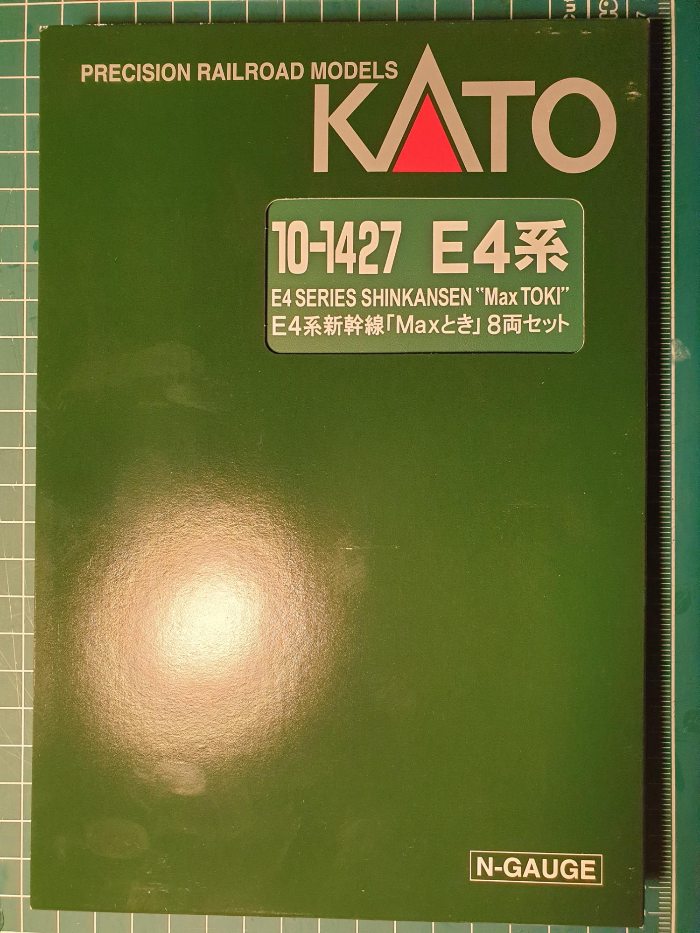 PRECISION RAILROAD MODELS
KATO
10-1427 E4系
E4 SERIES SHINKANSEN "Max TOKI"
E4系新幹線「Maxとき」8両セット
N-GAUGE